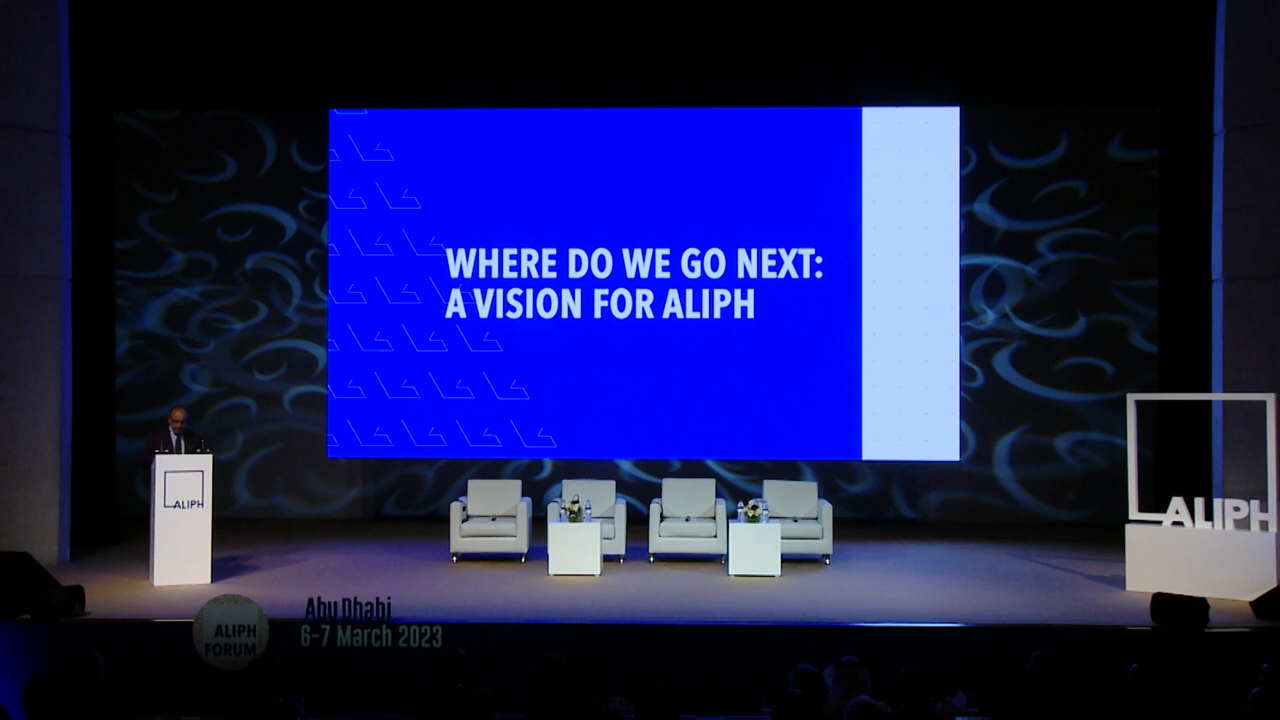 WHERE DO WE GO NEXT:
A VISION FOR ALIPH
ALIPH
ALIPH
ALIPH
FORUM
Abu Dhabi
6-7 March 2023